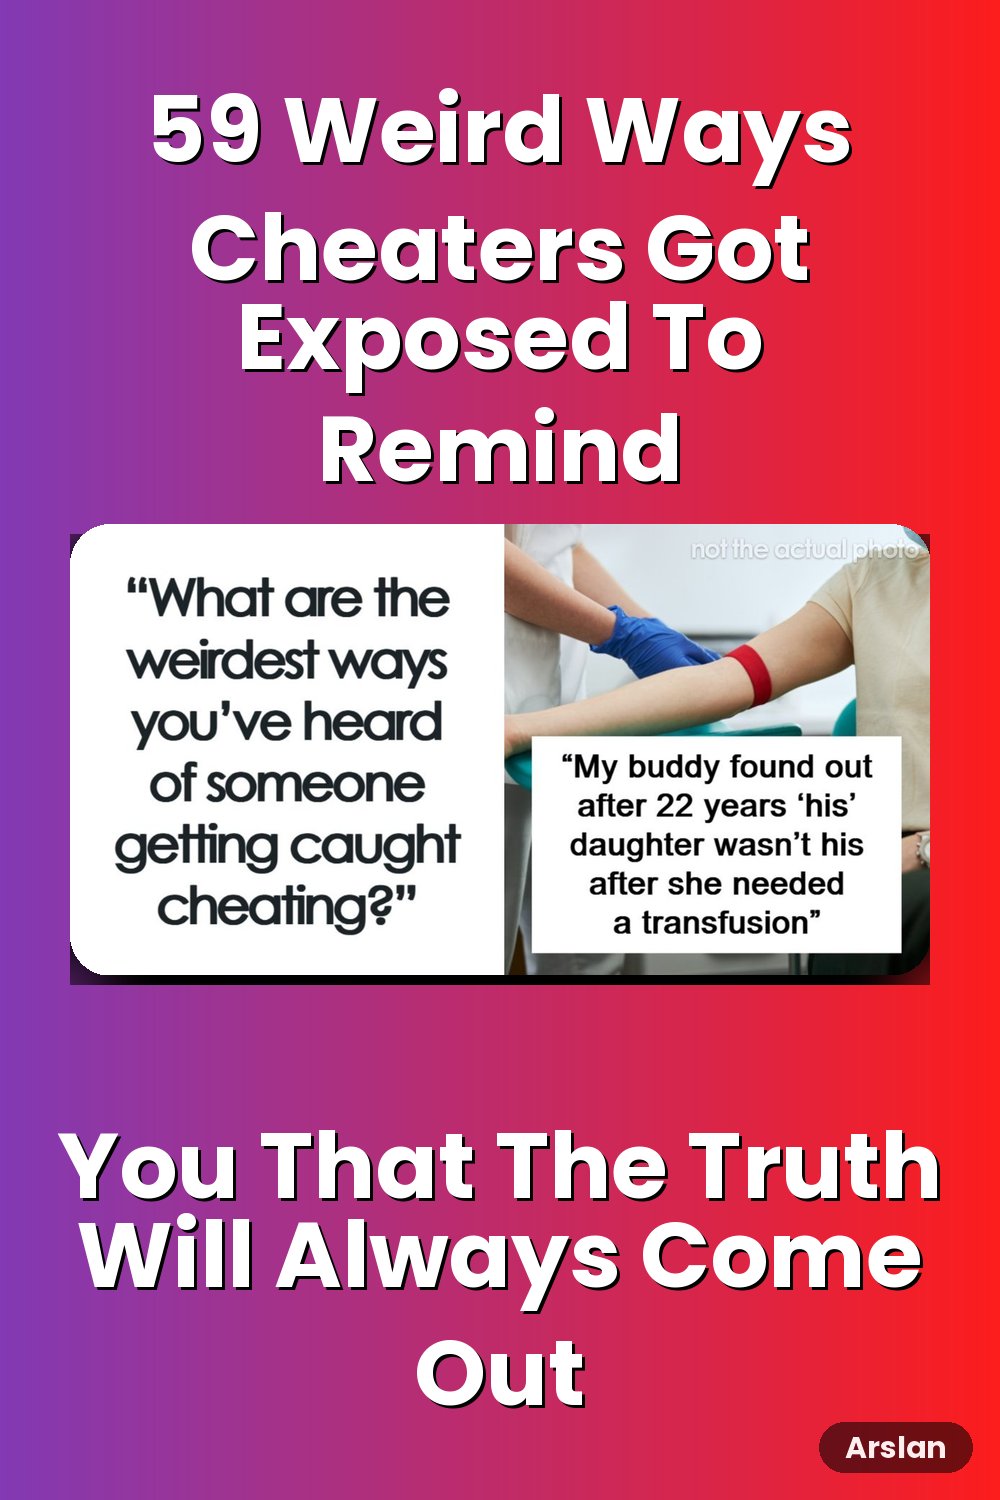 59 Weird Ways
Cheaters Got
Exposed To
Remind
“What are the
weirdest ways
you’ve heard
of someone
getting caught
cheating?”
not the actual photo
“My buddy found out
after 22 years ‘his’
daughter wasn’t his
after she needed
a transfusion”
You That The Truth
Will Always Come
Out
Arslan